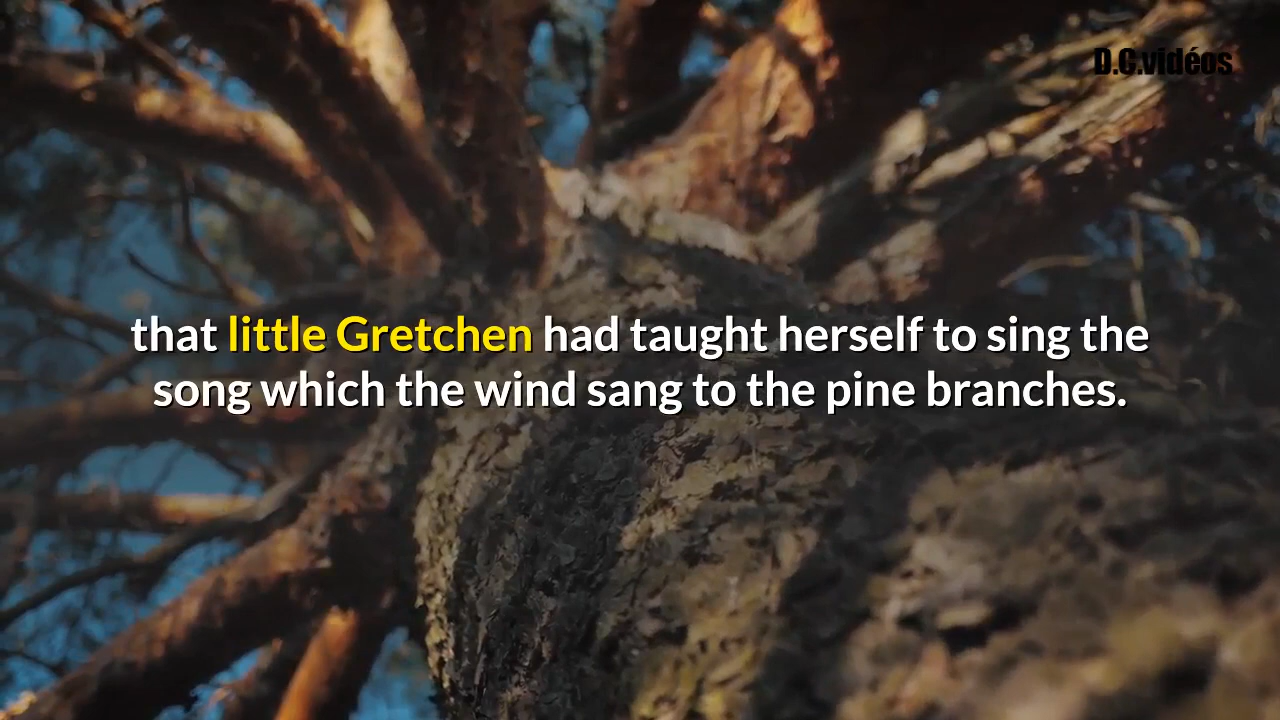 D.C.vidéos
that little Gretchen had taught herself to sing the
song which the wind sang to the pine branches.